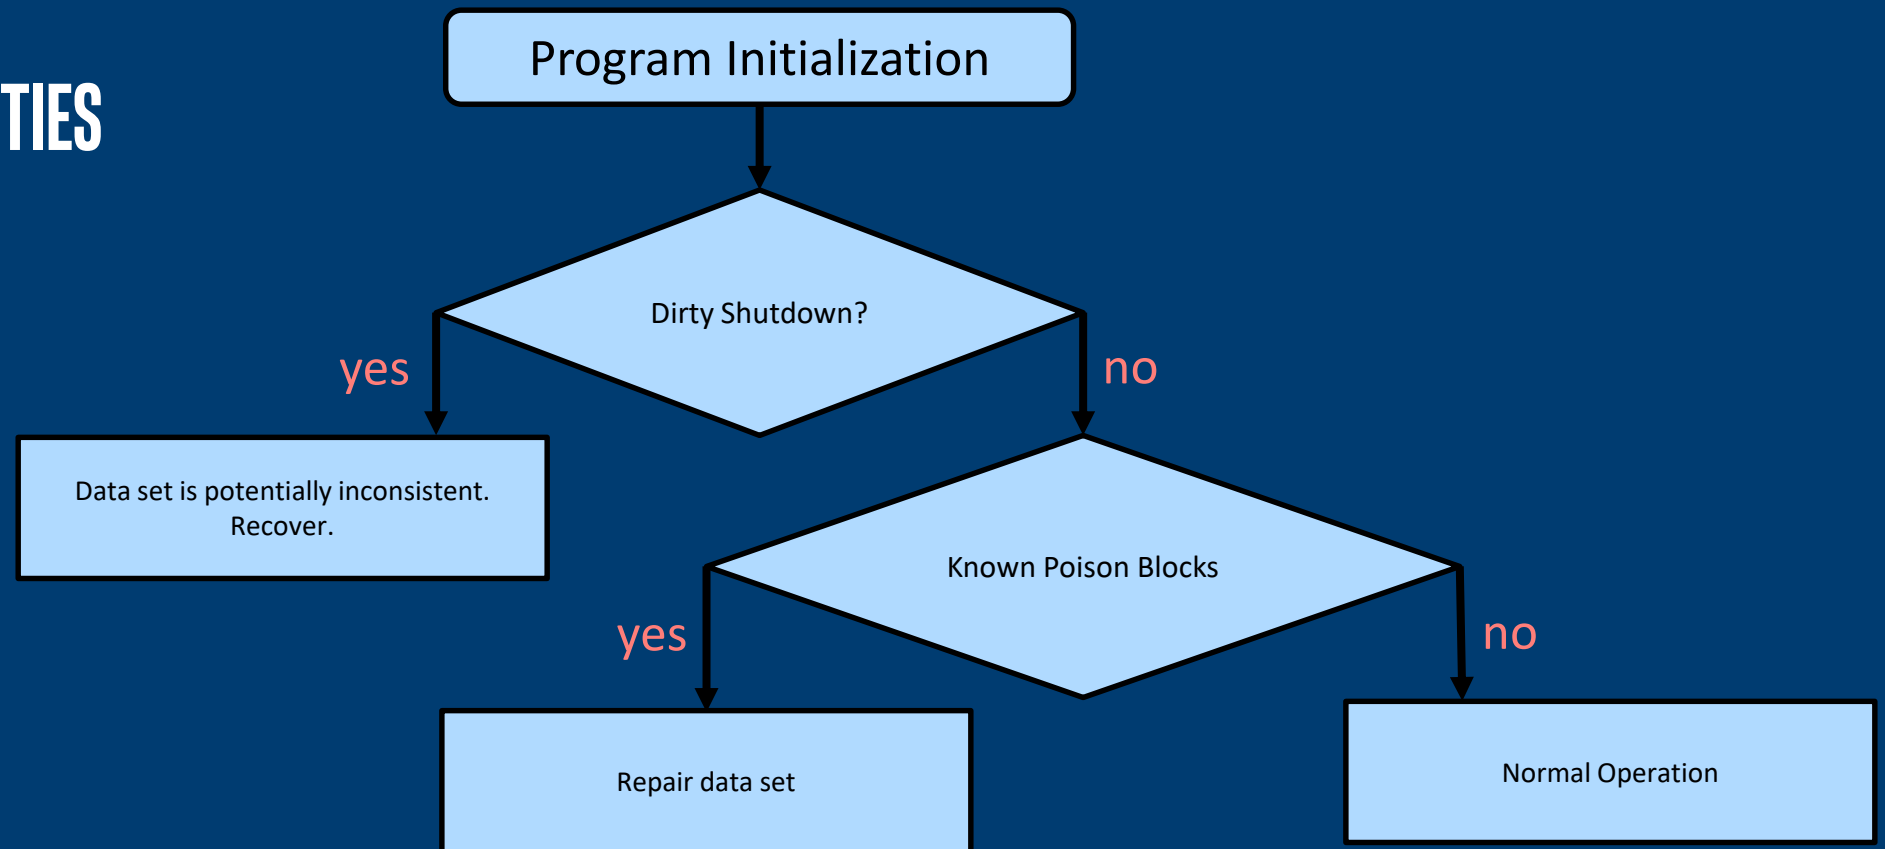 Program Initialization
TIES
Dirty Shutdown?
yes
no
Data set is potentially inconsistent.
Recover.
Known Poison Blocks
yes
no
Repair data set
Normal Operation